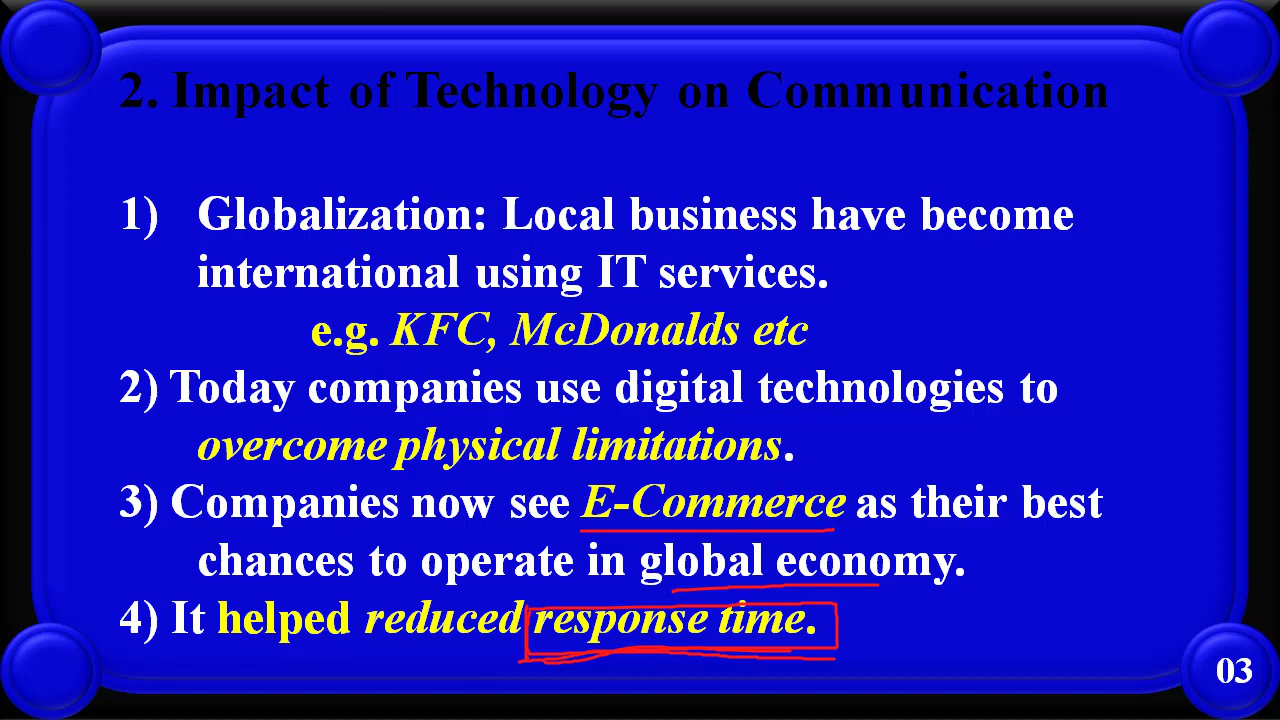 2. Impact of Technology on Communication
1) Globalization: Local business have become
international using IT services.
e.g. KFC, McDonalds etc
2) Today companies use digital technologies to
overcome physical limitations.
3) Companies now see E-Commerce as their best
chances to operate in global economy.
4) It helped reduced response time.
03